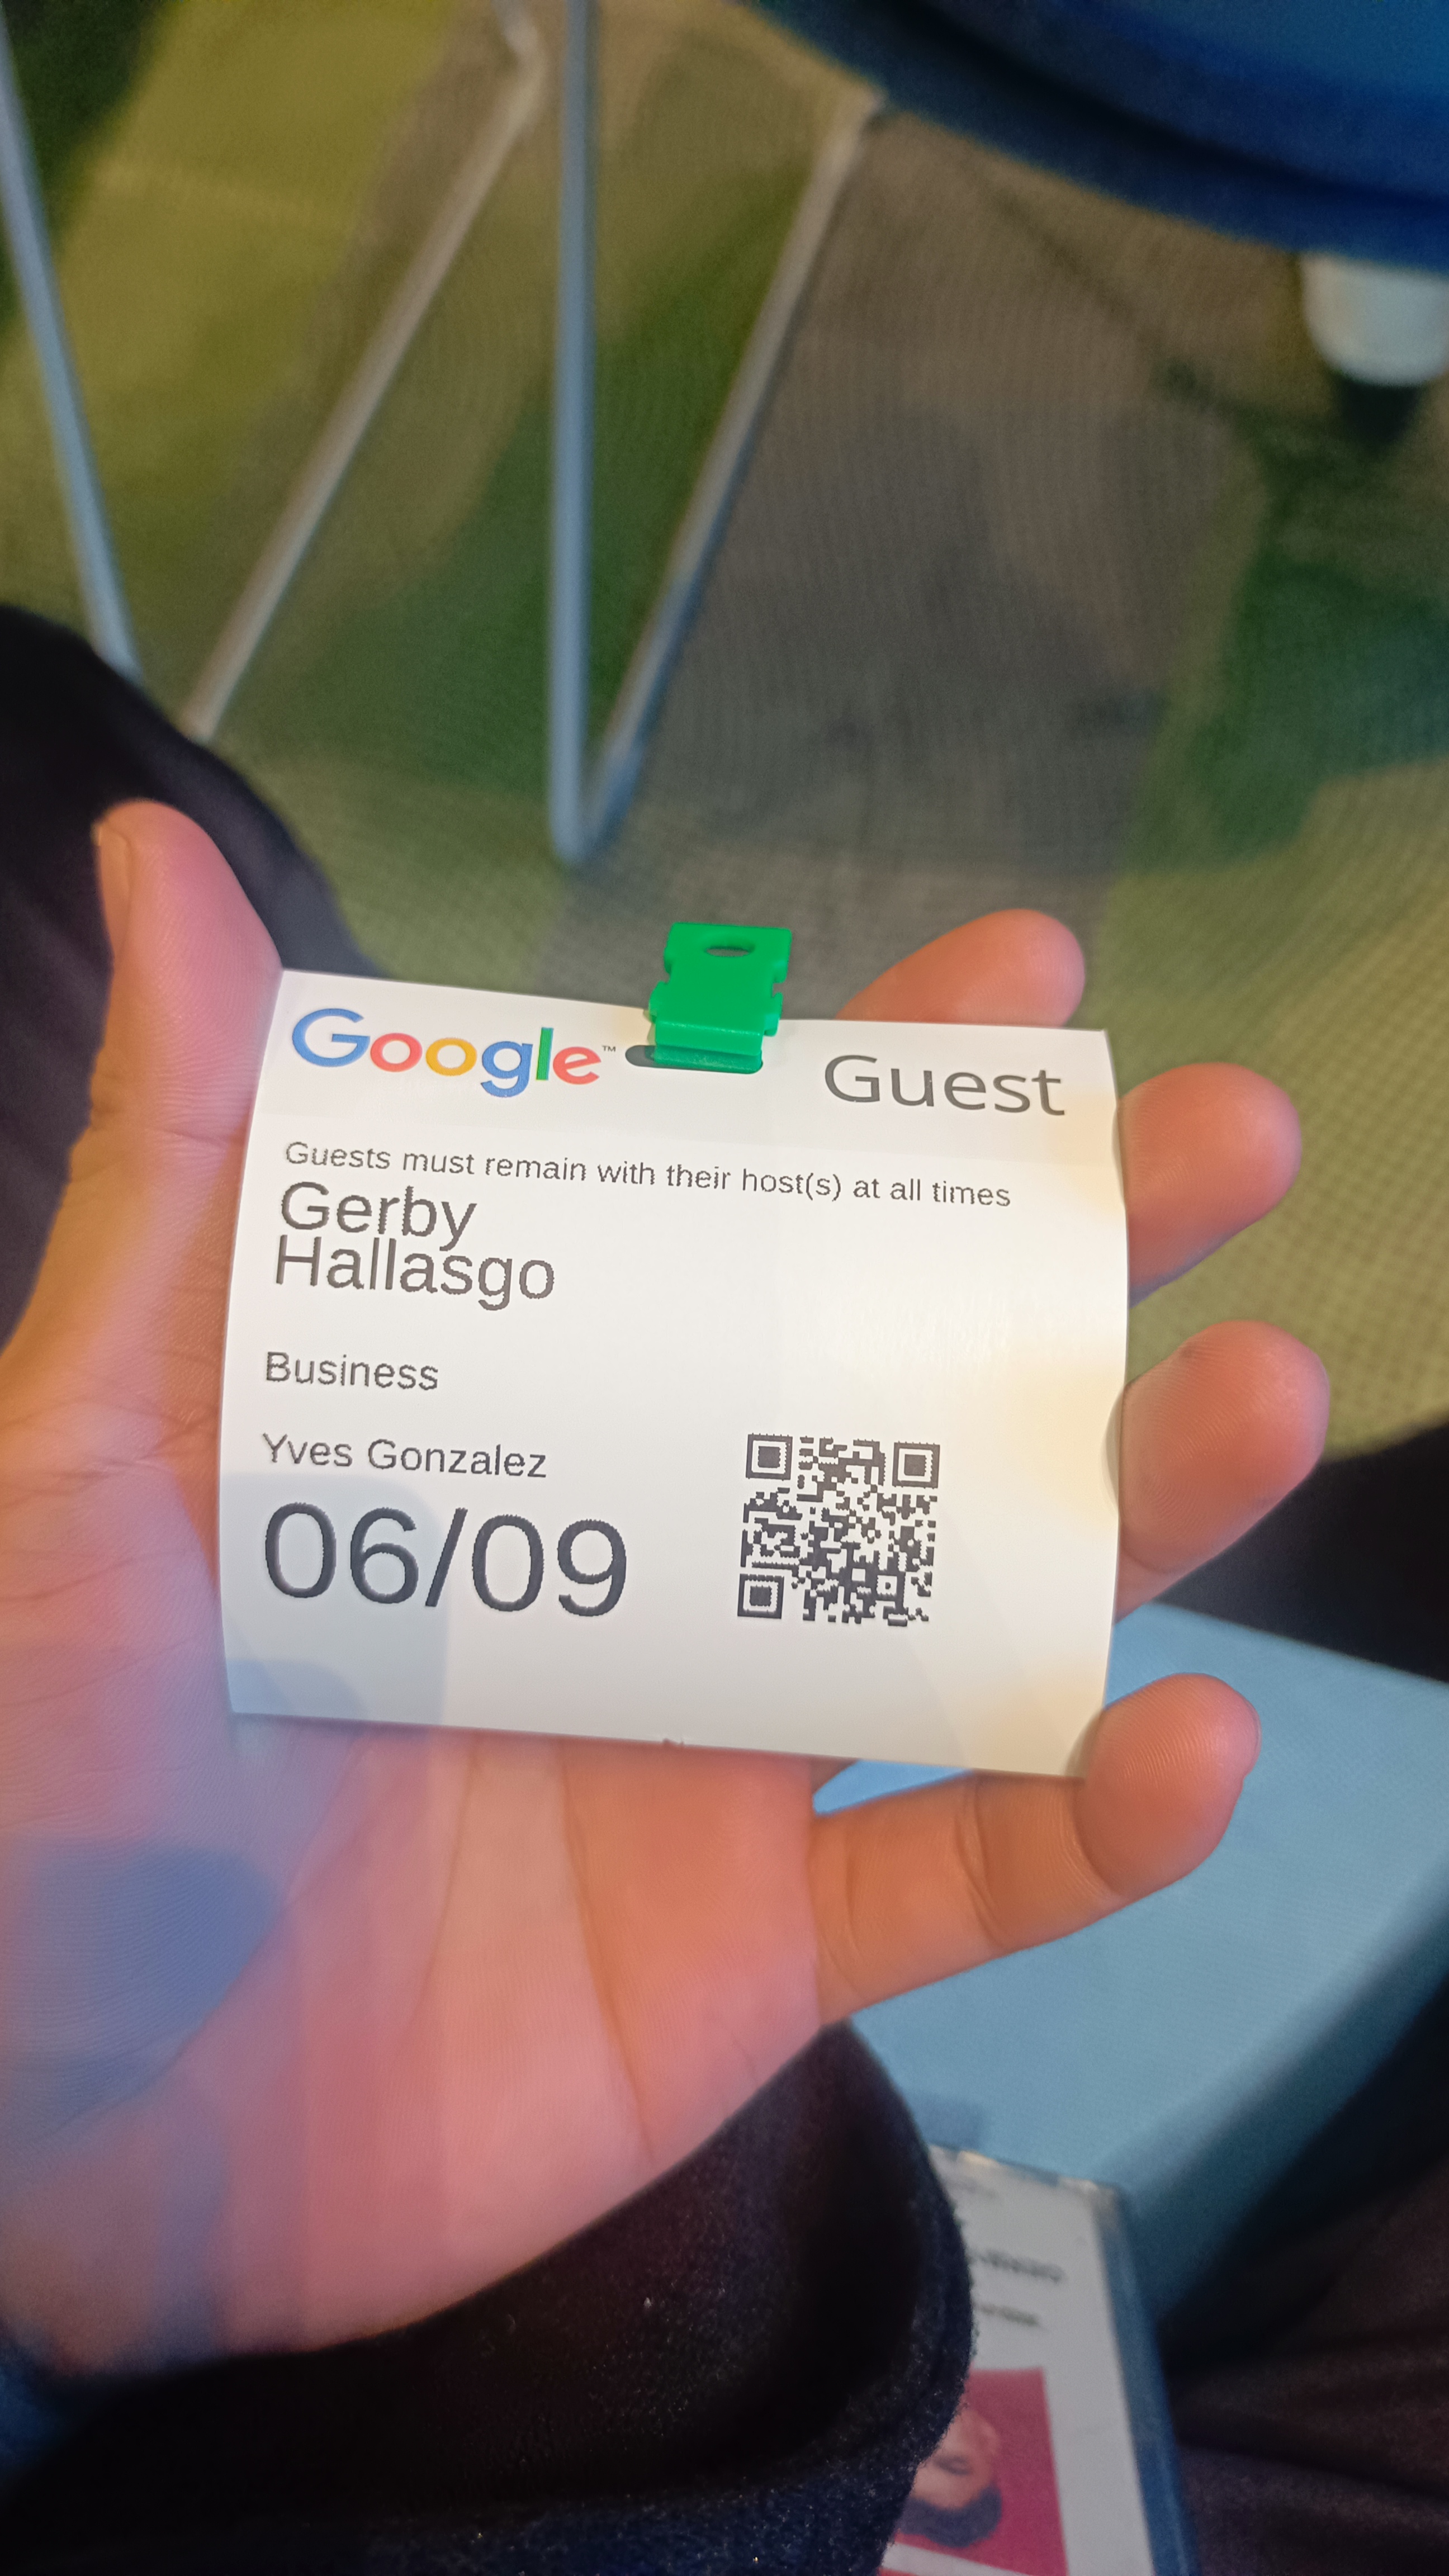 Google™ Guest
Guests must remain with their host(s) at all times
Gerby
Hallasgo
Business
Yves Gonzalez
06/09